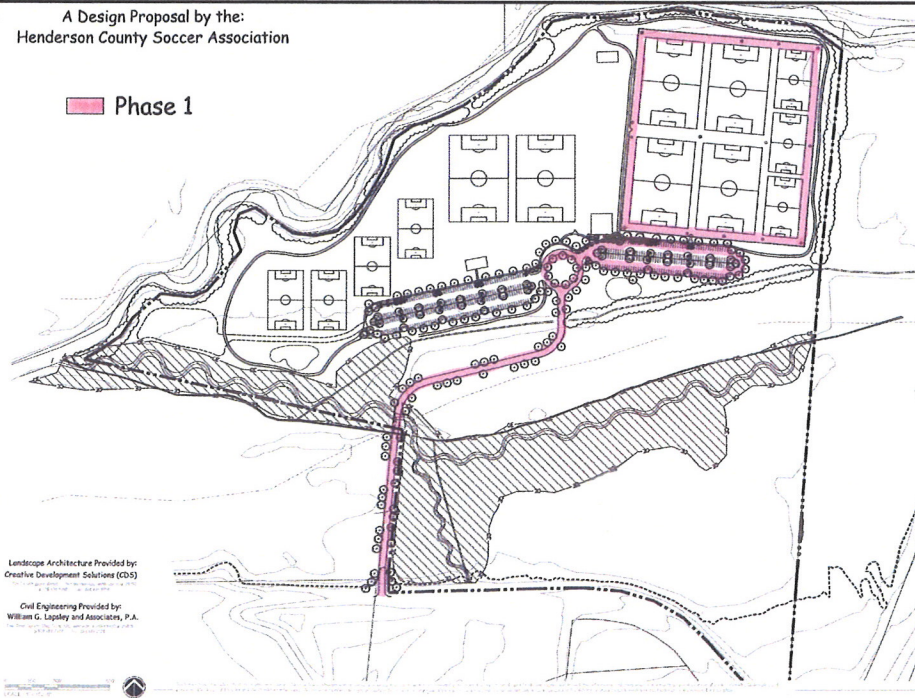 A Design Proposal by the:
Henderson County Soccer Association
Phase 1
Landscape Architecture Provided by:
Creative Development Solutions (CDS)
Civil Engineering Provided by:
William G. Lapsley and Associates, P.A.